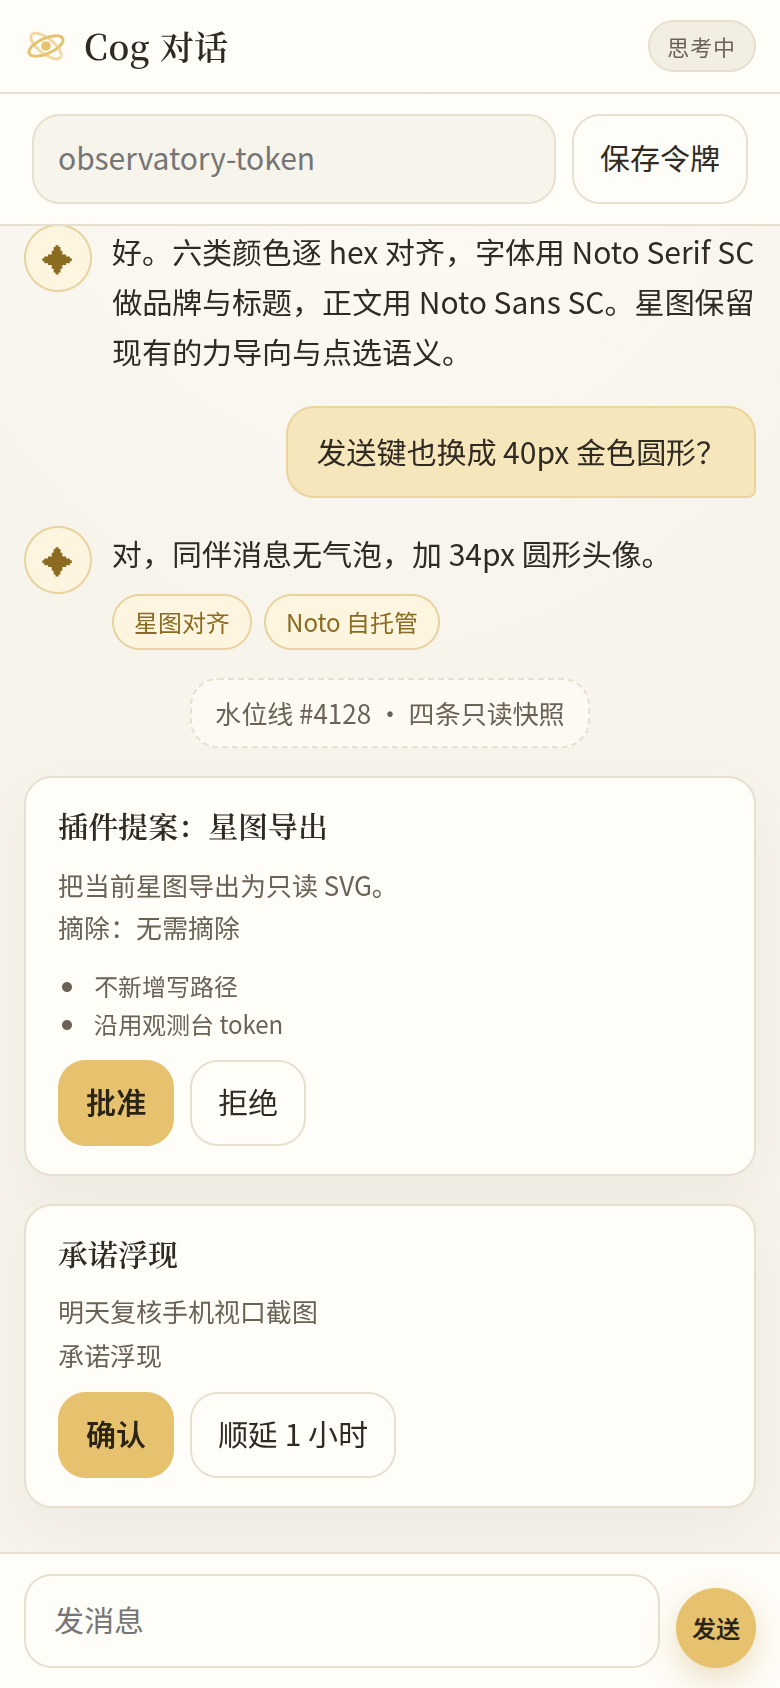 Cog 对话
思考中
observatory-token
保存令牌
好。六类颜色逐 hex 对齐，字体用 Noto Serif SC
做品牌与标题，正文用 Noto Sans SC。星图保留
现有的力导向与点选语义。
发送键也换成 40px 金色圆形？
对，同伴消息无气泡，加 34px 圆形头像。
星图对齐
Noto 自托管
水位线 #4128 · 四条只读快照
插件提案：星图导出
把当前星图导出为只读 SVG。
摘除：无需摘除
不新增写路径
沿用观测台 token
批准
拒绝
承诺浮现
明天复核手机视口截图
承诺浮现
确认
顺延 1 小时
发消息
发送